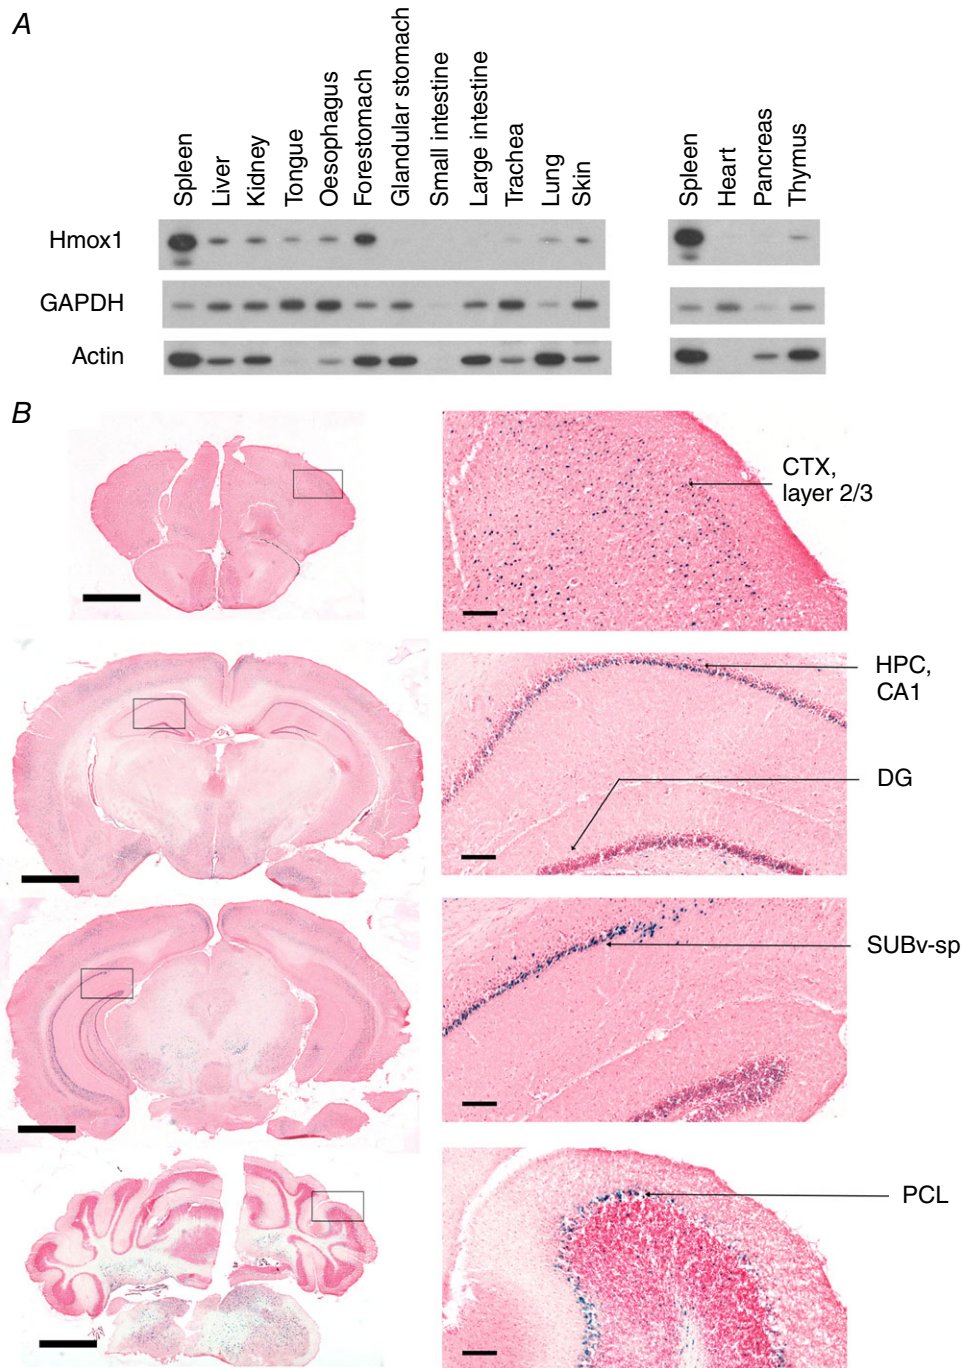 A
Spleen
Liver
Kidney
Tongue
Oesophagus
Forestomach
Glandular stomach
Small intestine
Large intestine
Trachea
Lung
Skin
Spleen
Heart
Pancreas
Thymus
Hmox1
GAPDH
Actin
B
CTX,
layer 2/3
HPC,
CA1
DG
SUBv-sp
PCL